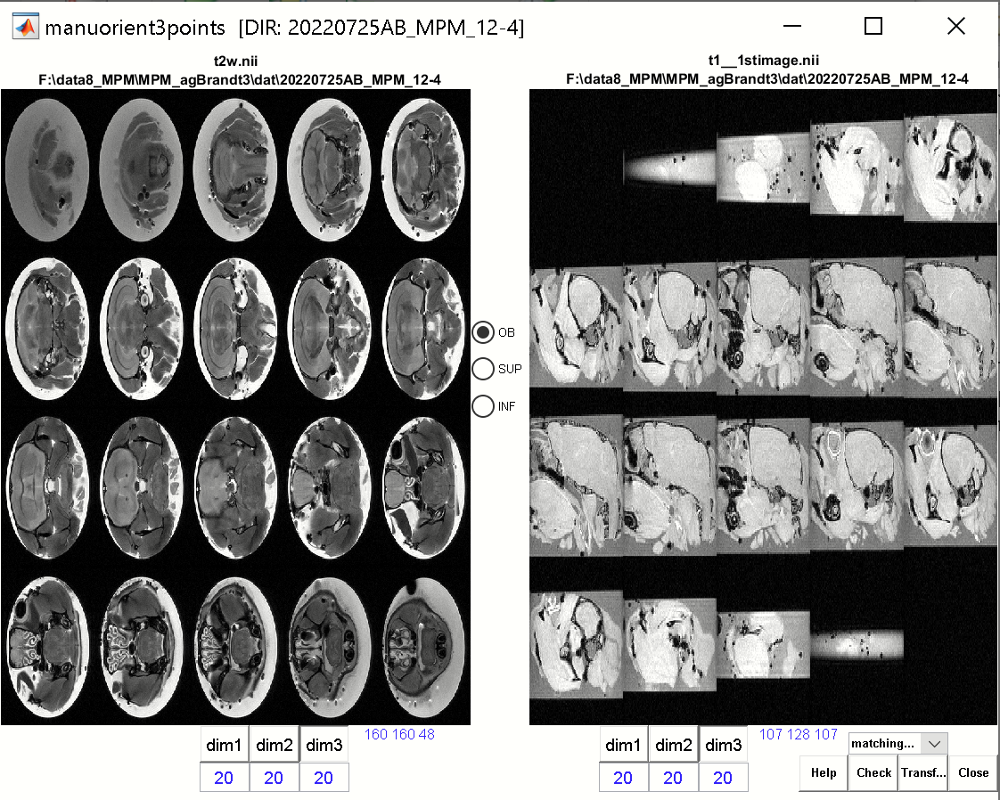 manuorient3points [DIR: 20220725AB_MPM_12-4]
t2w.nii
F:\data8_MPM\MPM_agBrandt3\dat\20220725AB_MPM_12-4
t1__1stimage.nii
F:\data8_MPM\MPM_agBrandt3\dat\20220725AB_MPM_12-4
OB
SUP
INF
dim1 dim2 dim3
160 160 48
20 20 20
dim1 dim2 dim3
107 128 107
matching...
20 20 20
Help Check Transf... Close